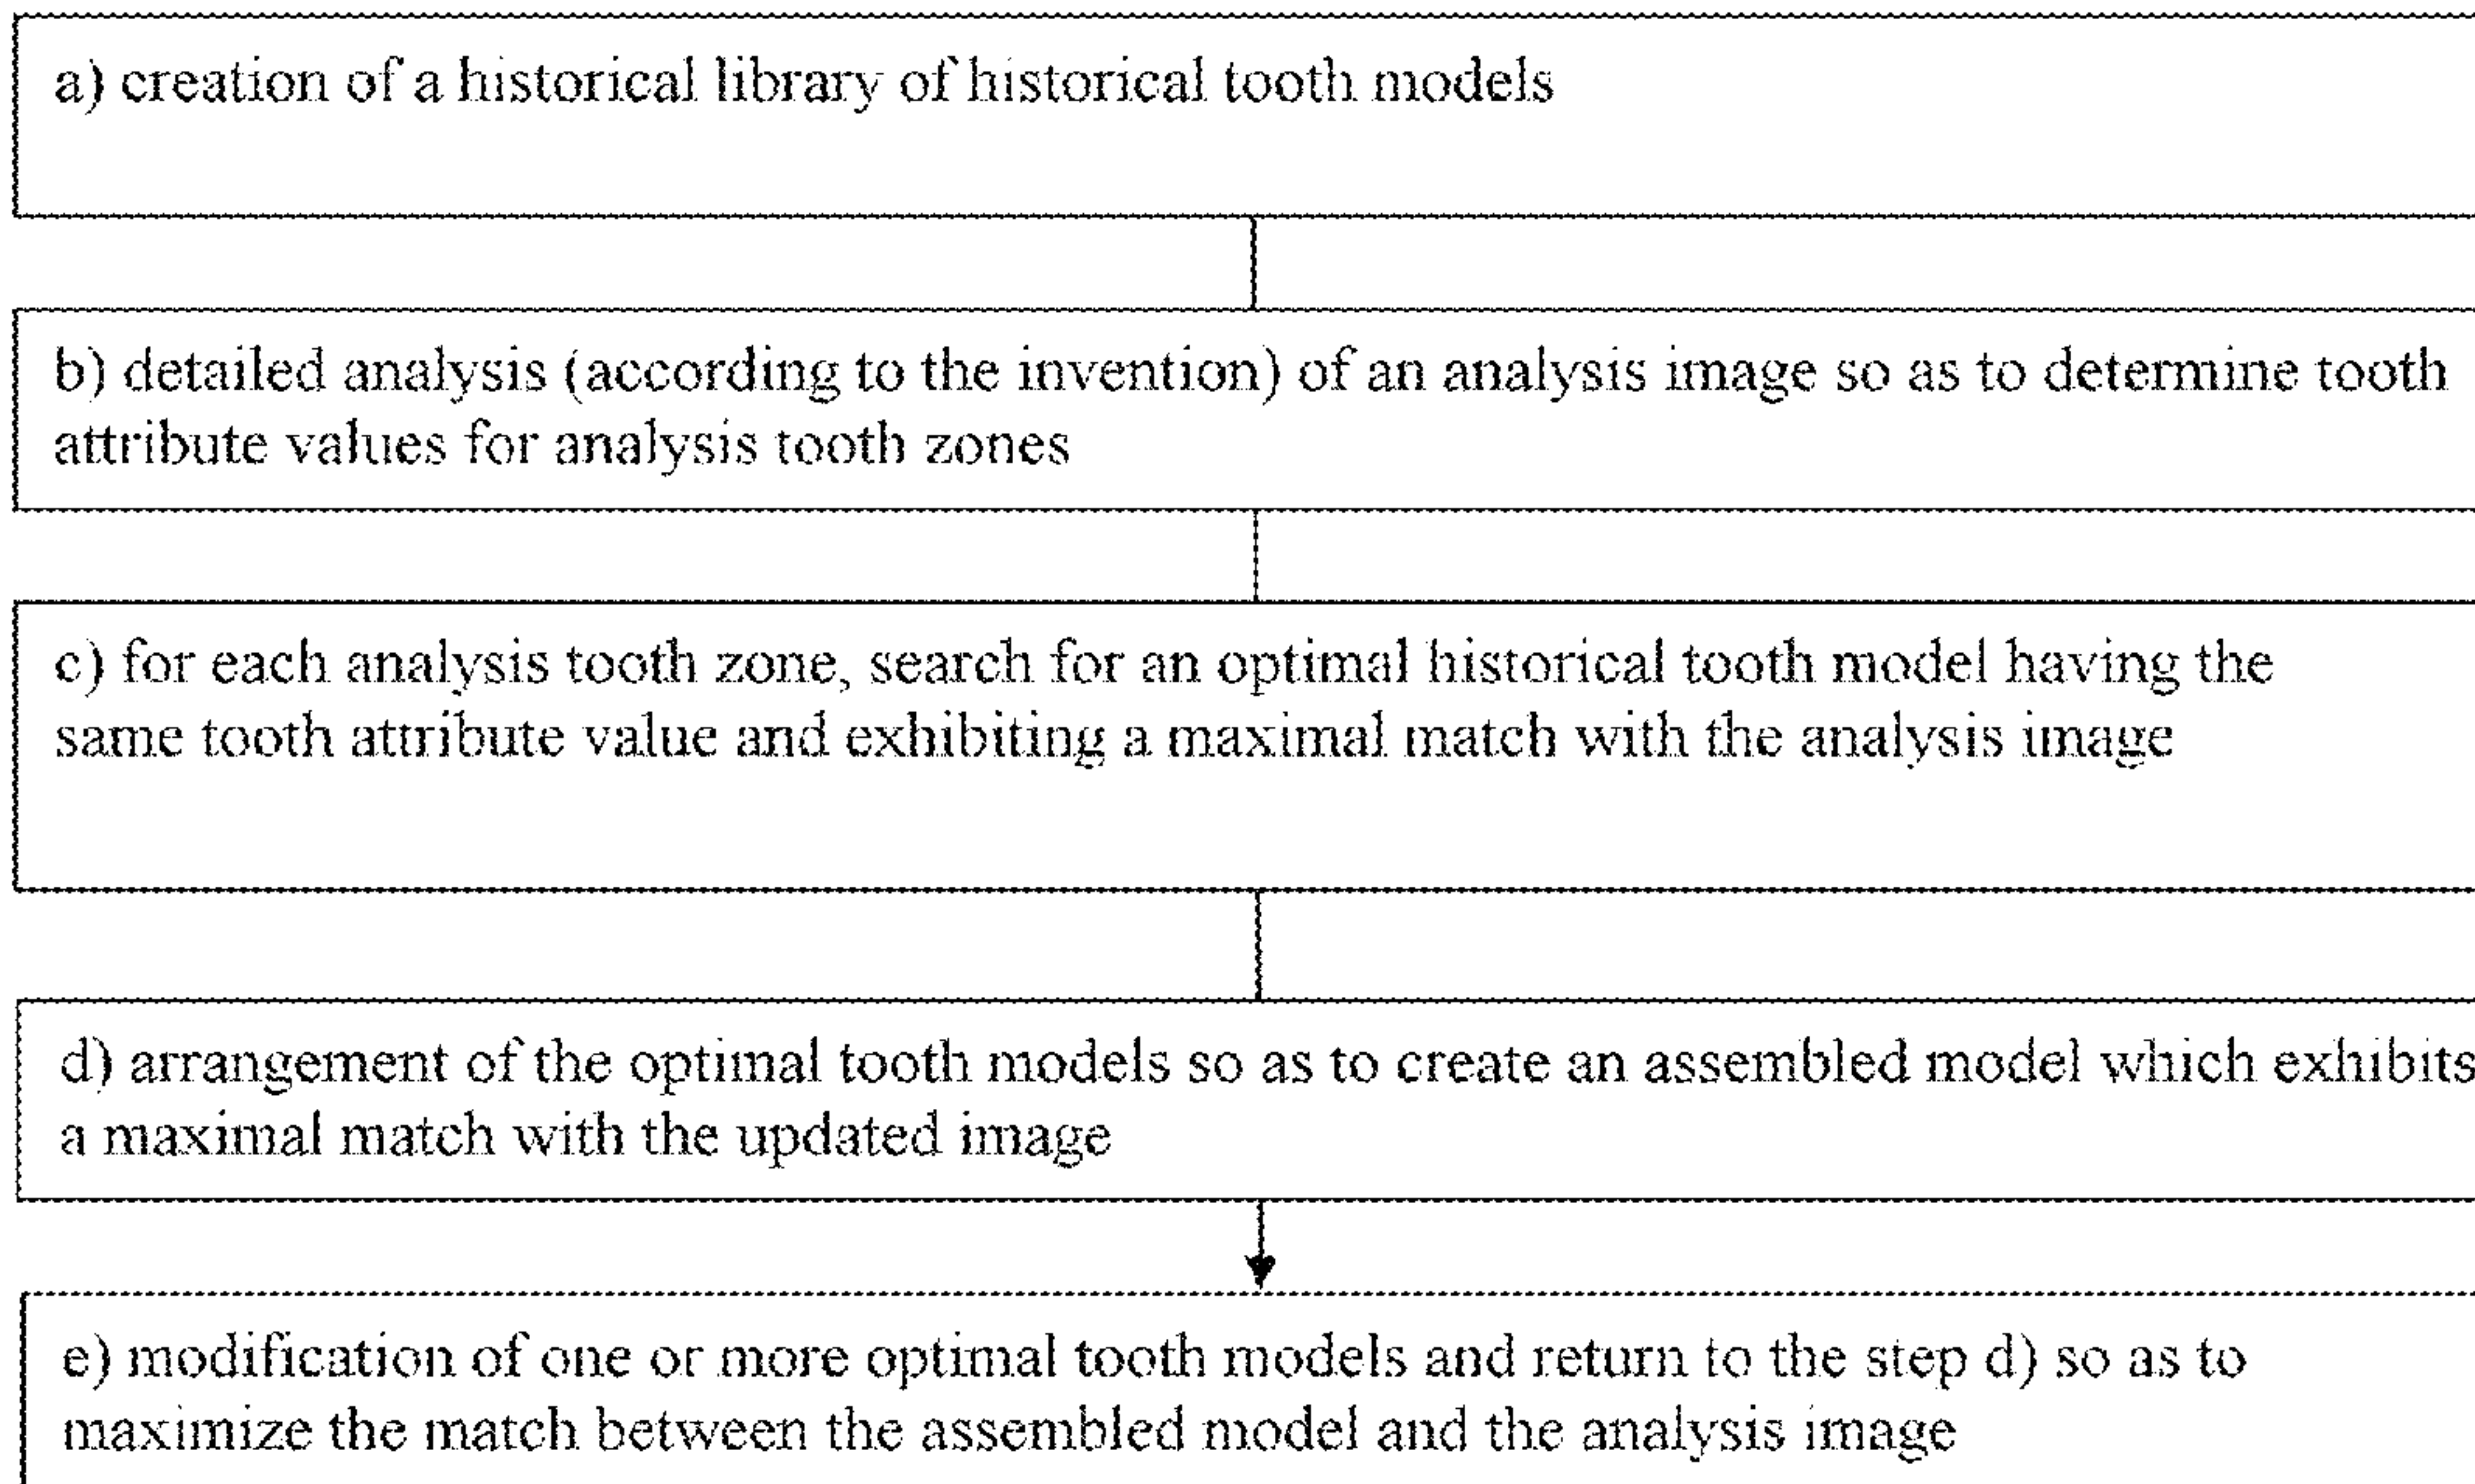 a) creation of a historical library of historical tooth models
b) detailed analysis (according to the invention) of an analysis image so as to determine tooth
attribute values for analysis tooth zones
c) for each analysis tooth zone, search for an optimal historical tooth model having the
same tooth attribute value and exhibiting a maximal match with the analysis image
d) arrangement of the optimal tooth models so as to create an assembled model which exhibits
a maximal match with the updated image
e) modification of one or more optimal tooth models and return to the step d) so as to
maximize the match between the assembled model and the analysis image